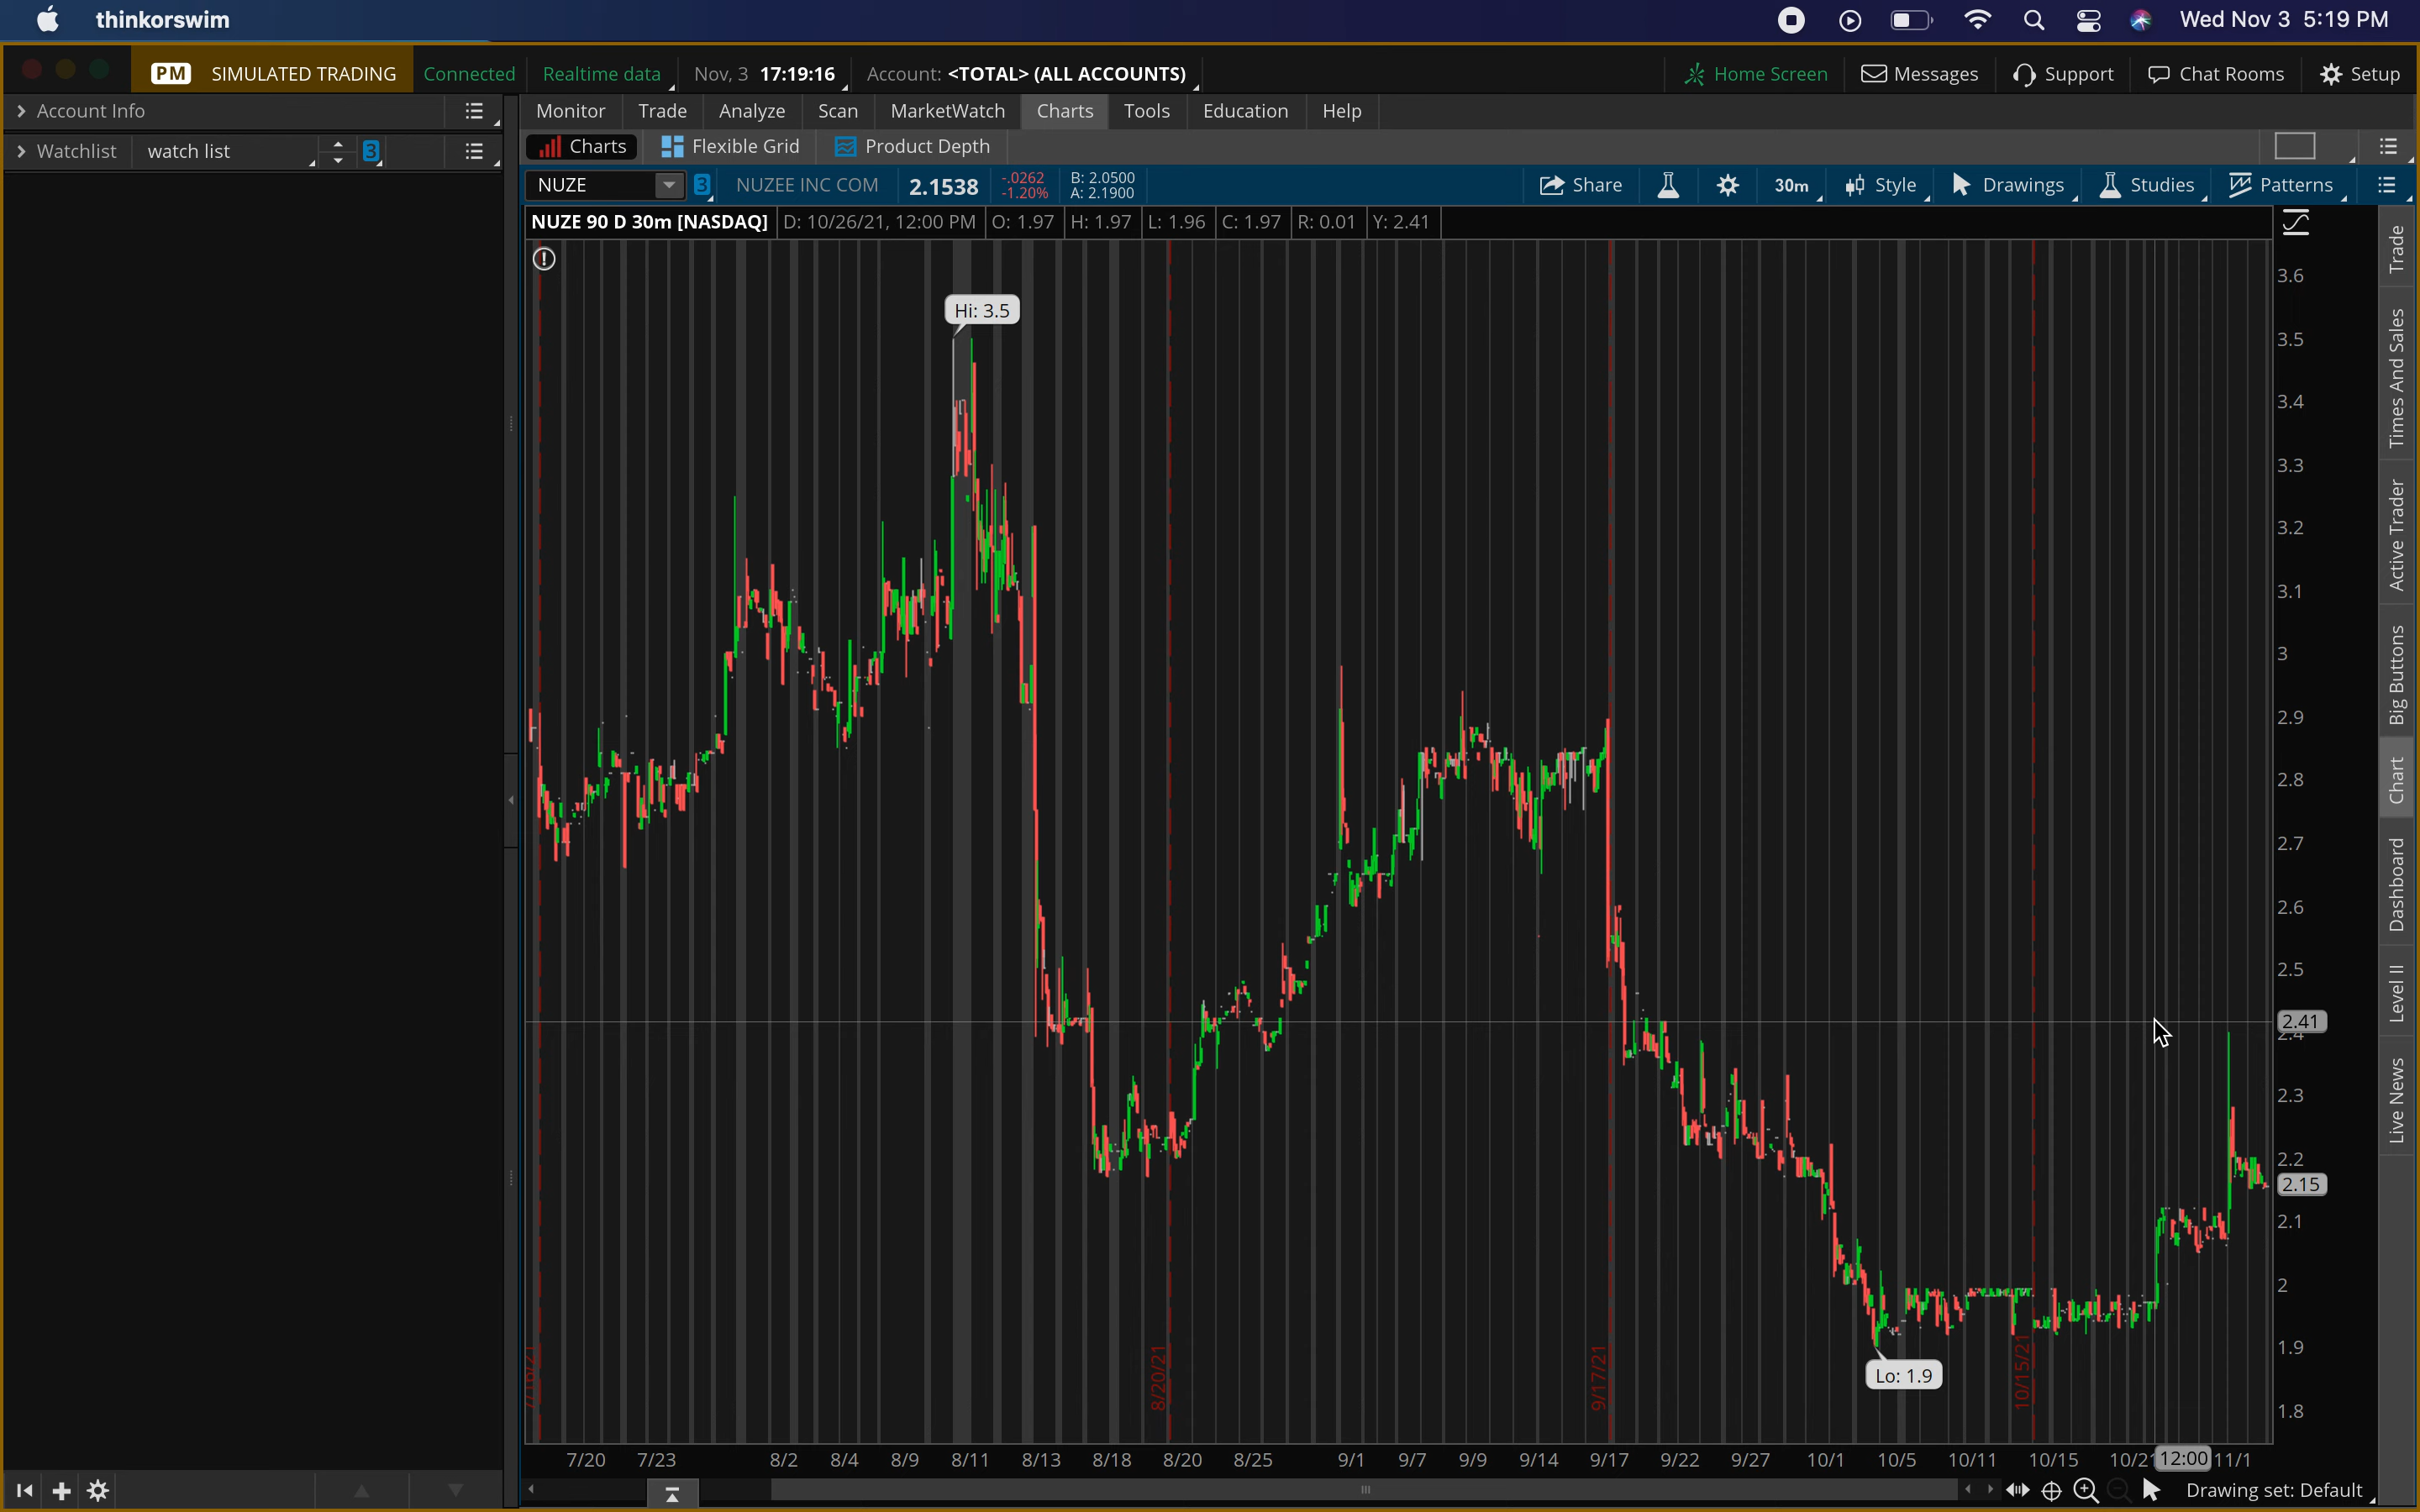 thinkorswim
Wed Nov 3 5:19 PM
PM SIMULATED TRADING Connected Realtime data Nov, 3 17:19:16 Account: <TOTAL> (ALL ACCOUNTS) Home Screen Messages Support Chat Rooms Setup
Account Info
Monitor Trade Analyze Scan MarketWatch Charts Tools Education Help
Watchlist watch list 3
Charts Flexible Grid Product Depth
NUZE 3 NUZEE INC COM 2.1538 -.0262 -1.20% B: 2.0500 A: 2.1900 Share 30m Style Drawings Studies Patterns
NUZE 90 D 30m [NASDAQ] D: 10/26/21, 12:00 PM O: 1.97 H: 1.97 L: 1.96 C: 1.97 R: 0.01 Y: 2.41
Hi: 3.5
3.6
3.5
3.4
3.3
3.2
3.1
3
2.9
2.8
2.7
2.6
2.5
2.41
2.4
2.3
2.2
2.15
2.1
2
1.9
1.8
Lo: 1.9
8/20/21
9/17/21
10/15/21
7/20 7/23 8/2 8/4 8/9 8/11 8/13 8/18 8/20 8/25 9/1 9/7 9/9 9/14 9/17 9/22 9/27 10/1 10/5 10/11 10/15 12:00 11/1
Drawing set: Default
Trade
Times And Sales
Active Trader
Big Buttons
Chart
Dashboard
Level II
Live News